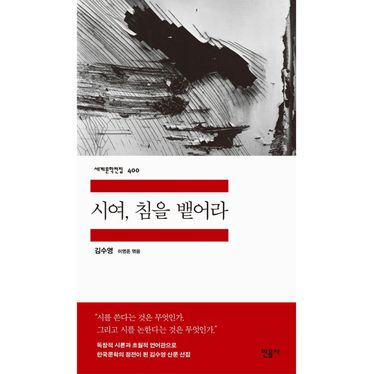 세계문학전집 400
시여, 침을 뱉어라
김수영 이영준 엮음
“시를 쓴다는 것은 무엇인가.
그리고 시를 논한다는 것은 무엇인가.”
독창적 시론과 초월적 언어관으로
한국문학의 정전이 된 김수영 산문 선집
민음사